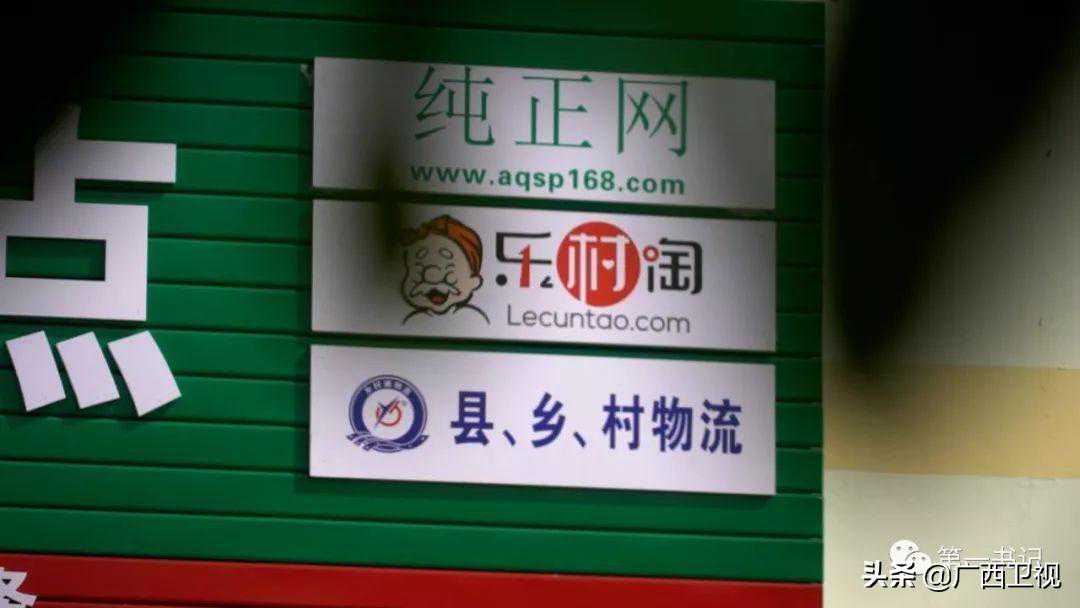 点
纯正网
www.aqsp168.com
乐村淘
Lecuntao.com
县、乡、村物流
第一书记
头条 @广西卫视